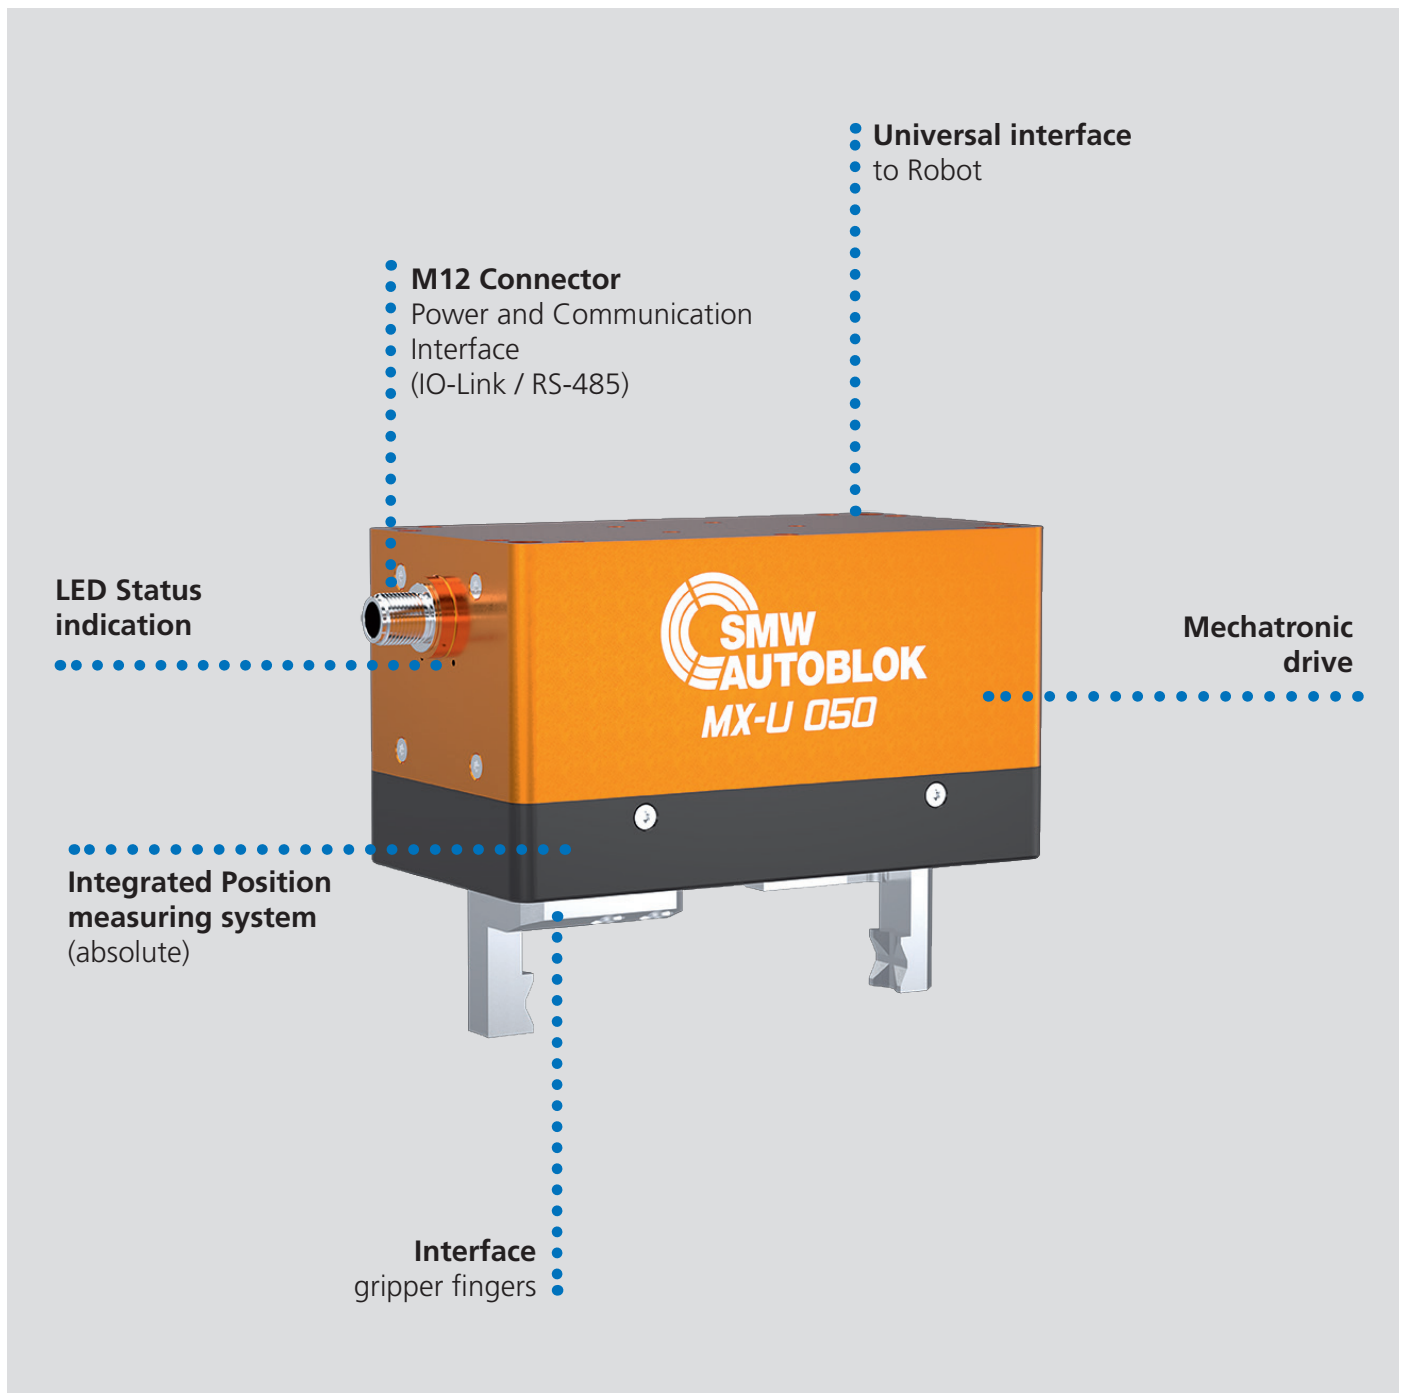 Universal interface
to Robot
M12 Connector
Power and Communication
Interface
(IO-Link / RS-485)
LED Status
indication
SMW
AUTOBLOK
MX-U 050
Mechatronic
drive
Integrated Position
measuring system
(absolute)
Interface
gripper fingers